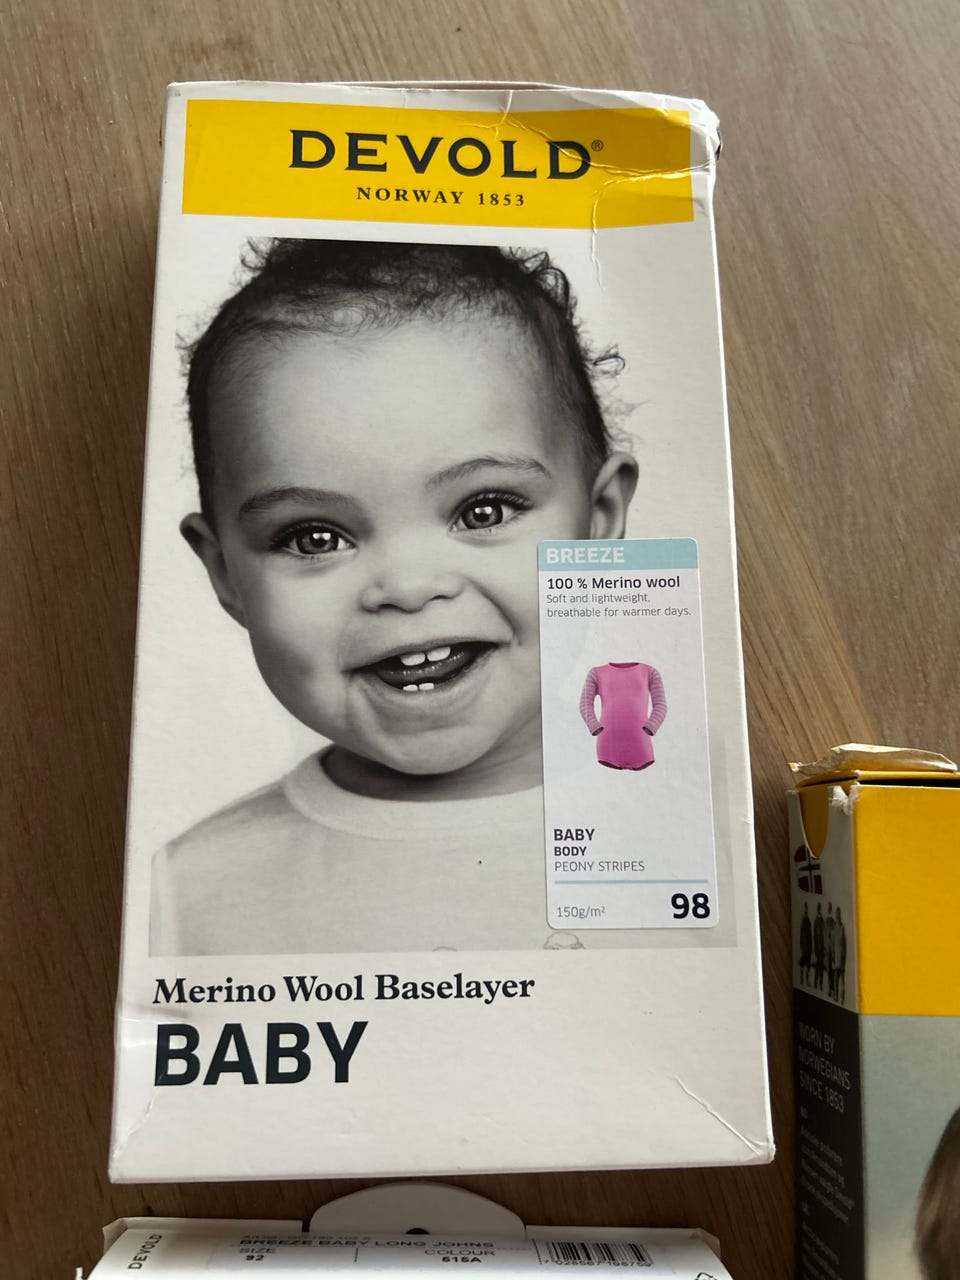 DEVOLD®
NORWAY 1853
BREEZE
100 % Merino wool
Soft and lightweight,
breathable for warmer days.
BABY
BODY
PEONY STRIPES
150g/m²
98
Merino Wool Baselayer
BABY
WORN BY
NORWEGIANS
SINCE 1853
DEVOLD
BREEZE BABY LONG JOHNS
SIZE
92
COLOUR
515A